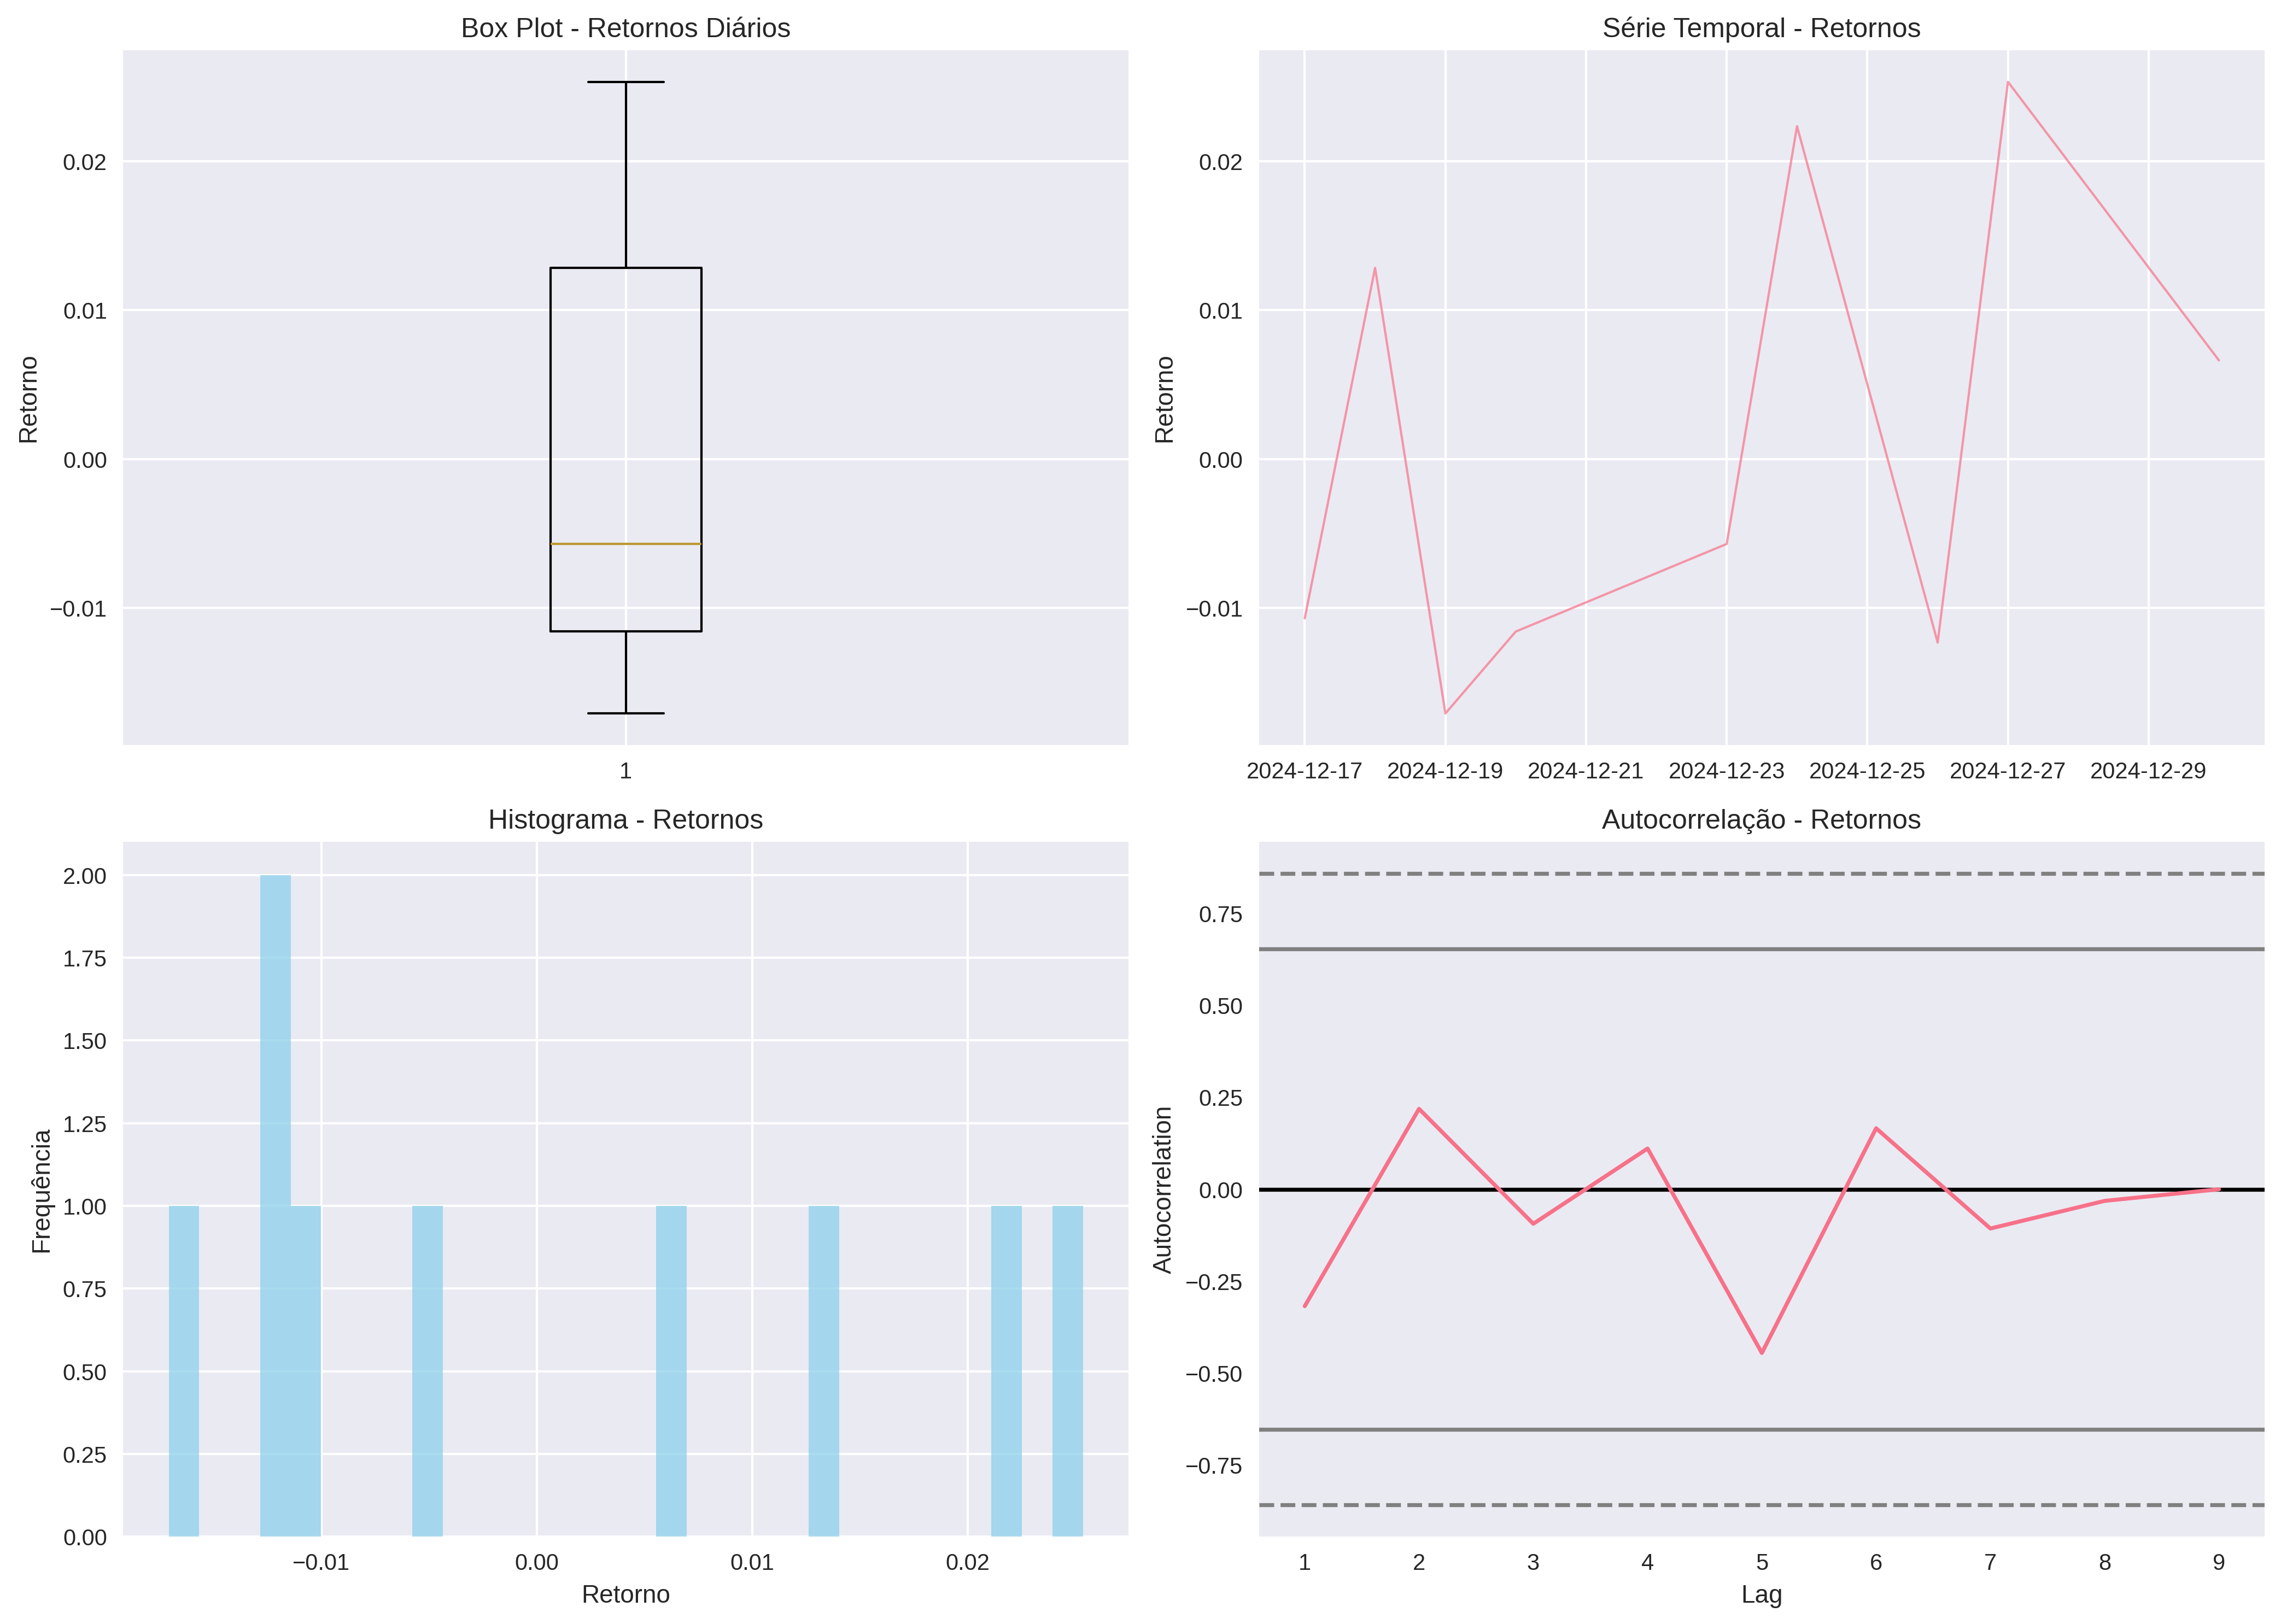 Box Plot - Retornos Diários
Retorno
0.02
0.01
0.00
−0.01
1
Série Temporal - Retornos
Retorno
0.02
0.01
0.00
−0.01
2024-12-17 2024-12-19 2024-12-21 2024-12-23 2024-12-25 2024-12-27 2024-12-29
Histograma - Retornos
Frequência
2.00
1.75
1.50
1.25
1.00
0.75
0.50
0.25
0.00
−0.01 0.00 0.01 0.02
Retorno
Autocorrelação - Retornos
Autocorrelation
0.75
0.50
0.25
0.00
−0.25
−0.50
−0.75
1 2 3 4 5 6 7 8 9
Lag